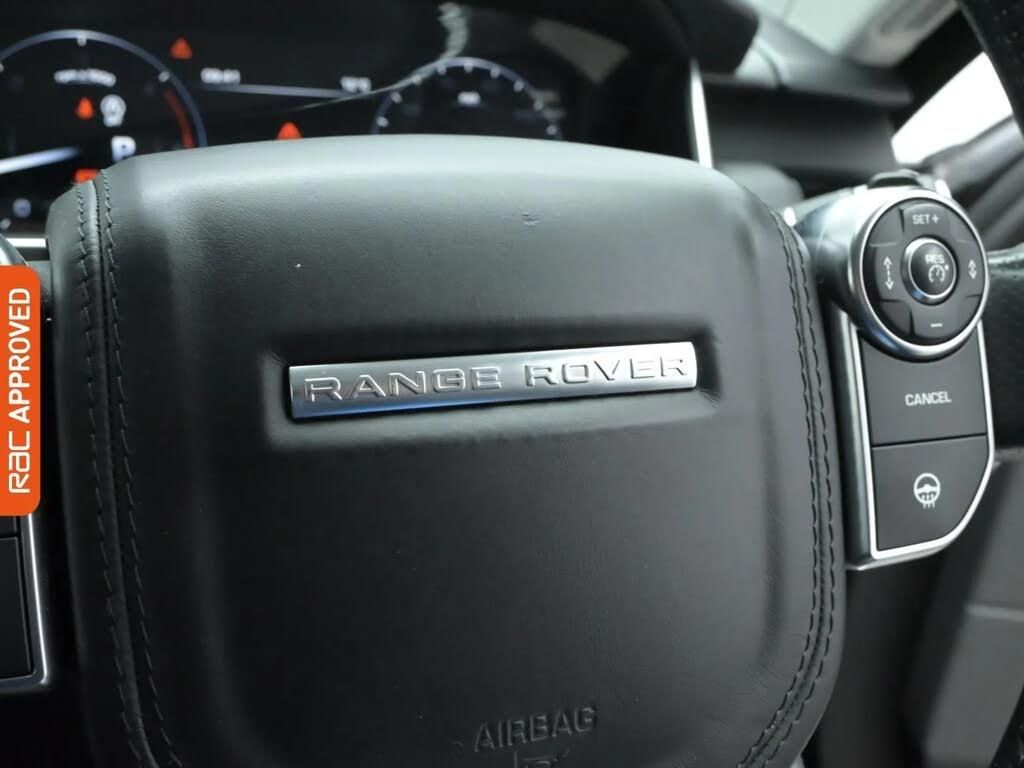 P
SET +
RES
RANGE ROVER
CANCEL
rac APPROVED
AIRBAG